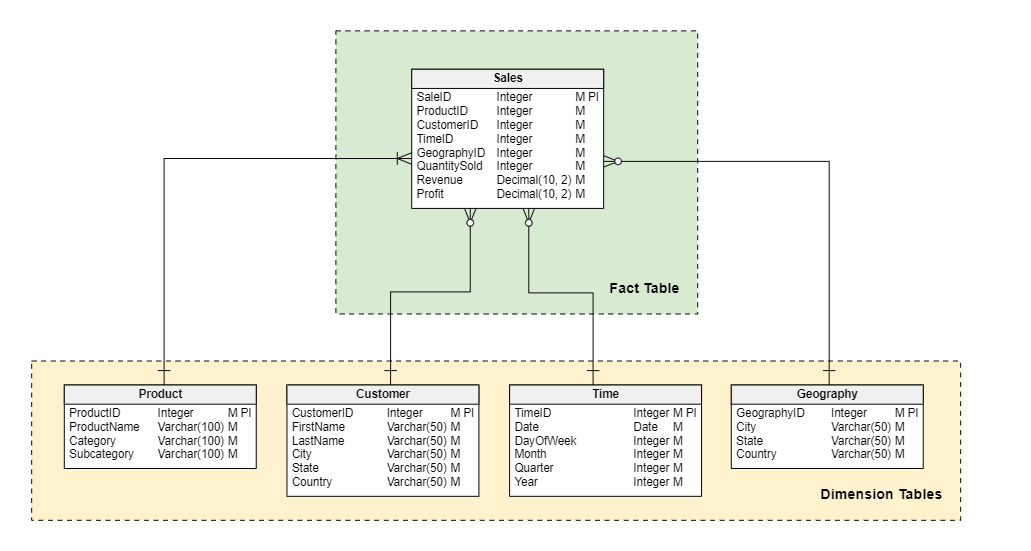 Sales
SaleID Integer M PI
ProductID Integer M
CustomerID Integer M
TimeID Integer M
GeographyID Integer M
QuantitySold Integer M
Revenue Decimal(10, 2) M
Profit Decimal(10, 2) M
Fact Table
Product
ProductID Integer M PI
ProductName Varchar(100) M
Category Varchar(100) M
Subcategory Varchar(100) M
Customer
CustomerID Integer M PI
FirstName Varchar(50) M
LastName Varchar(50) M
City Varchar(50) M
State Varchar(50) M
Country Varchar(50) M
Time
TimeID Integer M PI
Date Date M
DayOfWeek Integer M
Month Integer M
Quarter Integer M
Year Integer M
Geography
GeographyID Integer M PI
City Varchar(50) M
State Varchar(50) M
Country Varchar(50) M
Dimension Tables